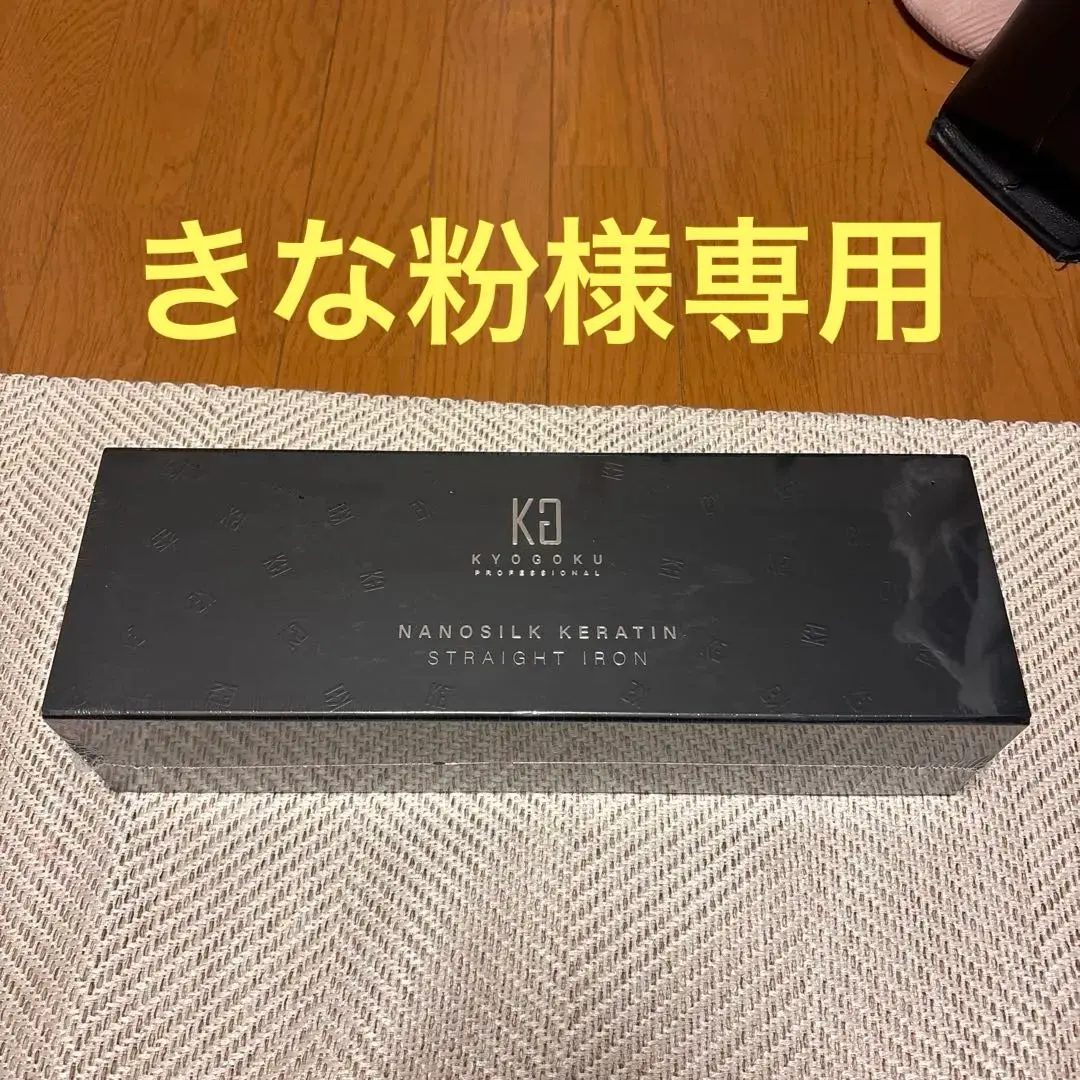 きな粉様専用
KG
KYOGOKU
PROFESSIONAL
NANOSILK KERATIN
STRAIGHT IRON